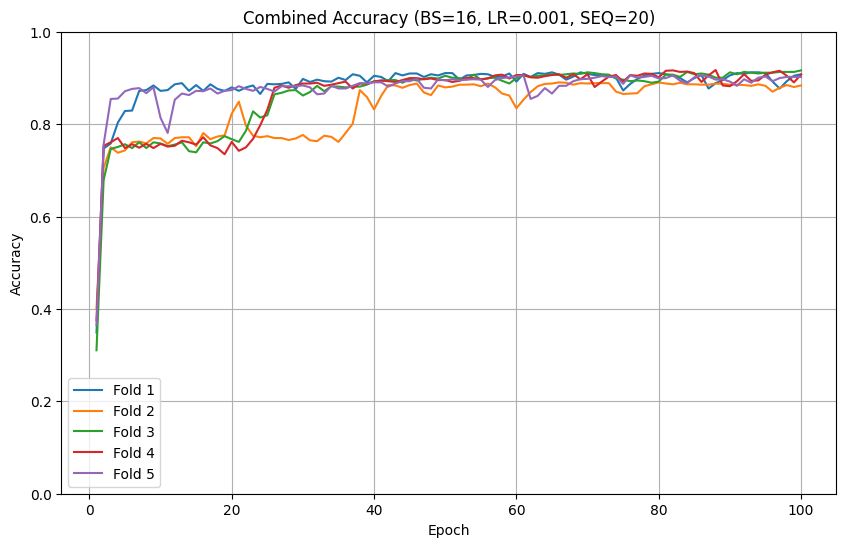 Combined Accuracy (BS=16, LR=0.001, SEQ=20)
1.0
0.8
0.6
0.4
0.2
0.0
Accuracy
Fold 1
Fold 2
Fold 3
Fold 4
Fold 5
0 20 40 60 80 100
Epoch